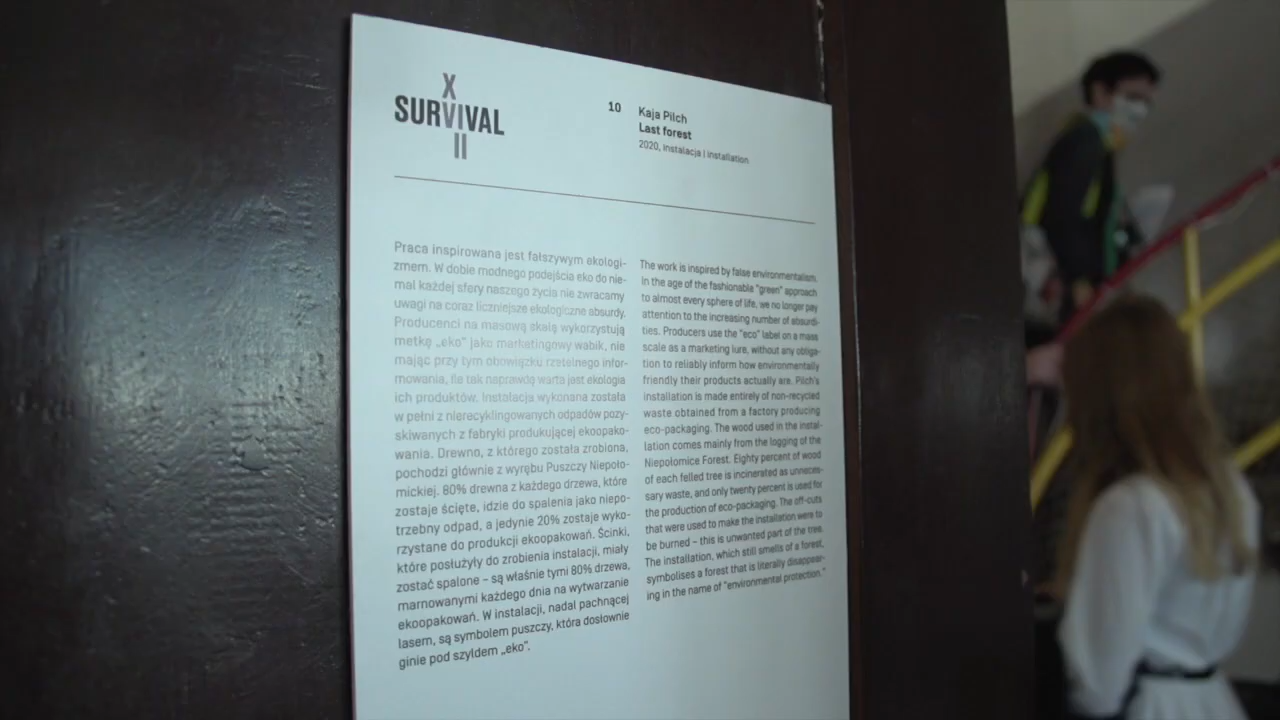 X
SURVIVAL
II
10
Kaja Pilch
Last forest
2020, instalacja | installation
Praca inspirowana jest fałszywym ekologi-
zmem. W dobie modnego podejścia eko do nie-
mal każdej sfery naszego życia nie zwracamy
uwagi na coraz liczniejsze ekologiczne absurdy.
Producenci na masową skalę wykorzystują
metkę „eko” jako marketingowy wabik, nie
mając przy tym obowiązku rzetelnego infor-
mowania, ile tak naprawdę warta jest ekologia
ich produktów. Instalacja wykonana została
w pełni z nierecyklingowanych odpadów pozy-
skiwanych z fabryki produkującej ekoopako-
wania. Drewno, z którego została zrobiona,
pochodzi głównie z wyrębu Puszczy Niepoło-
mickiej. 80% drewna z każdego drzewa, które
zostaje ścięte, idzie do spalenia jako niepo-
trzebny odpad, a jedynie 20% zostaje wyko-
rzystane do produkcji ekoopakowań. Ścinki,
które posłużyły do zrobienia instalacji, miały
zostać spalone – są właśnie tymi 80% drzewa,
marnowanymi każdego dnia na wytwarzanie
ekoopakowań. W instalacji, nadal pachnącej
lasem, są symbolem puszczy, która dosłownie
ginie pod szyldem „eko”.
The work is inspired by false environmentalism.
In the age of the fashionable "green" approach
to almost every sphere of life, we no longer pay
attention to the increasing number of absurdi-
ties. Producers use the "eco" label on a mass
scale as a marketing lure, without any obliga-
tion to reliably inform how environmentally
friendly their products actually are. Pilch's
installation is made entirely of non-recycled
waste obtained from a factory producing
eco-packaging. The wood used in the instal-
lation comes mainly from the logging of the
Niepołomice Forest. Eighty percent of wood
of each felled tree is incinerated as unneces-
sary waste, and only twenty percent is used for
the production of eco-packaging. The off-cuts
that were used to make the installation were to
be burned – this is unwanted part of the tree.
The installation, which still smells of a forest,
symbolises a forest that is literally disappear-
ing in the name of "environmental protection."